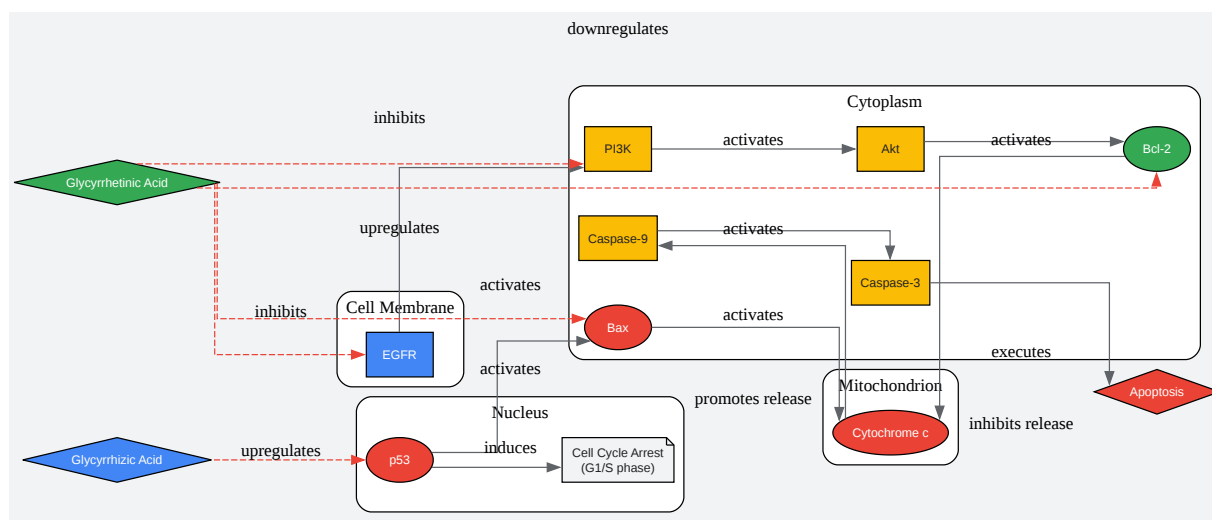 downregulates
Cytoplasm
inhibits
PI3K
activates
Akt
activates
Bcl-2
Glycyrrhetinic Acid
upregulates
Caspase-9
activates
Caspase-3
activates
Cell Membrane
inhibits
Bax
activates
EGFR
executes
activates
Mitochondrion
Apoptosis
promotes release
Nucleus
Cytochrome c
inhibits release
Glycyrrhizic Acid
upregulates
p53
induces
Cell Cycle Arrest
(G1/S phase)